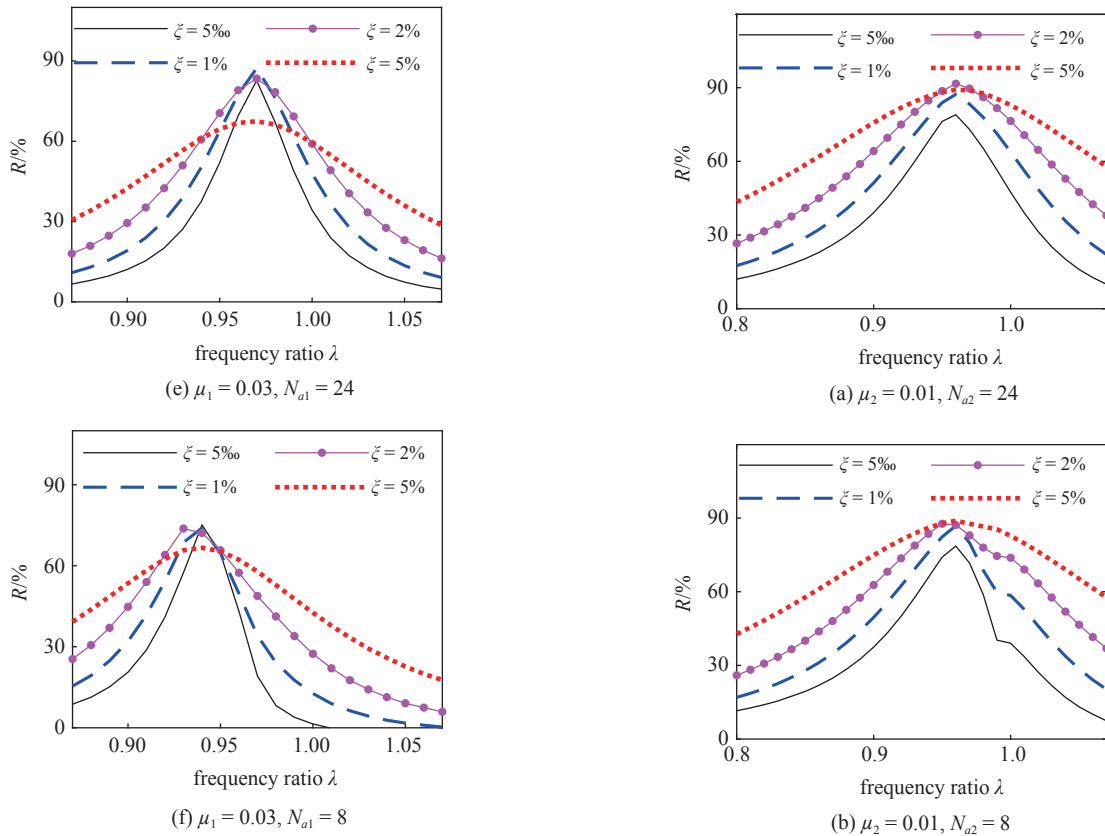 ξ = 5‰ ξ = 2%
ξ = 1% ξ = 5%
90
60
30
0
R/%
0.90 0.95 1.00 1.05
frequency ratio λ
(e) μ₁ = 0.03, Nₐ₁ = 24
ξ = 5‰ ξ = 2%
ξ = 1% ξ = 5%
90
60
30
0
R/%
0.8 0.9 1.0
frequency ratio λ
(a) μ₂ = 0.01, Nₐ₂ = 24
ξ = 5‰ ξ = 2%
ξ = 1% ξ = 5%
90
60
30
0
R/%
0.90 0.95 1.00 1.05
frequency ratio λ
(f) μ₁ = 0.03, Nₐ₁ = 8
ξ = 5‰ ξ = 2%
ξ = 1% ξ = 5%
90
60
30
0
R/%
0.8 0.9 1.0
frequency ratio λ
(b) μ₂ = 0.01, Nₐ₂ = 8